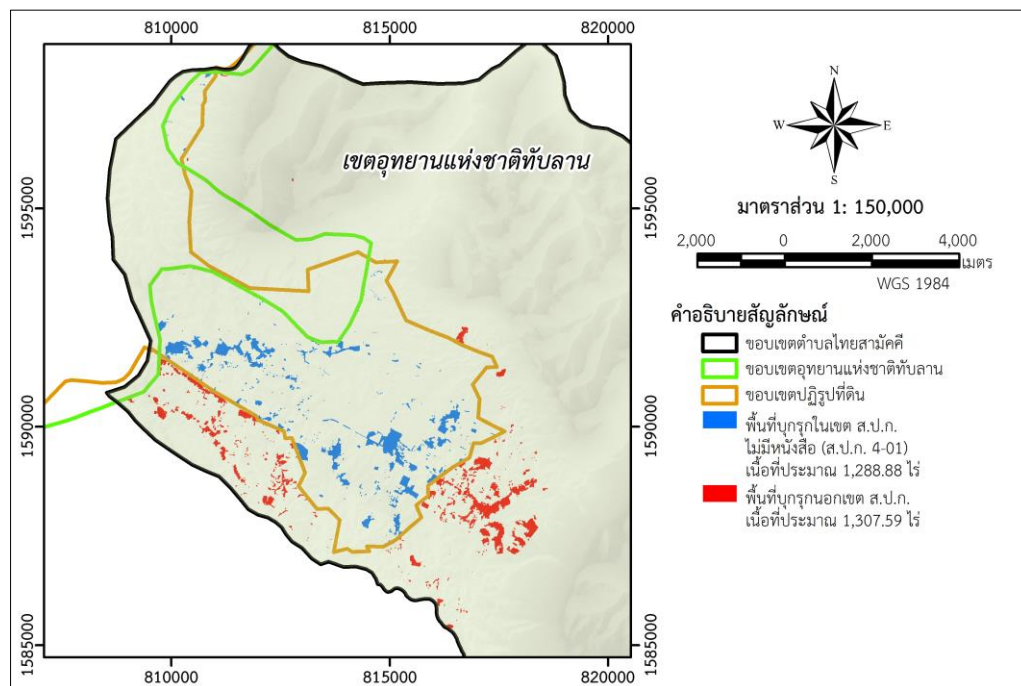 810000
815000
820000
1595000
1590000
1585000
เขตอุทยานแห่งชาติทับลาน
1595000
1590000
1585000
810000
815000
820000
N
W
E
S
มาตราส่วน 1: 150,000
2,000
0
2,000
4,000
เมตร
WGS 1984
คำอธิบายสัญลักษณ์
ขอบเขตตำบลไทยสามัคคี
ขอบเขตอุทยานแห่งชาติทับลาน
ขอบเขตปฏิรูปที่ดิน
พื้นที่บุกรุกในเขต ส.ป.ก.
ไม่มีหนังสือ (ส.ป.ก. 4-01)
เนื้อที่ประมาณ 1,288.88 ไร่
พื้นที่บุกรุกนอกเขต ส.ป.ก.
เนื้อที่ประมาณ 1,307.59 ไร่